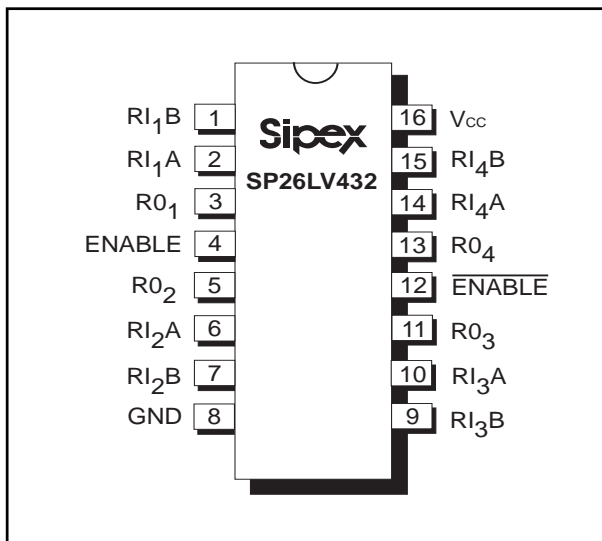 Sipex
SP26LV432
RI₁B 1
RI₁A 2
R0₁ 3
ENABLE 4
R0₂ 5
RI₂A 6
RI₂B 7
GND 8
16 Vcc
15 RI₄B
14 RI₄A
13 R0₄
12 E̅N̅A̅B̅L̅E̅
11 R0₃
10 RI₃A
9 RI₃B